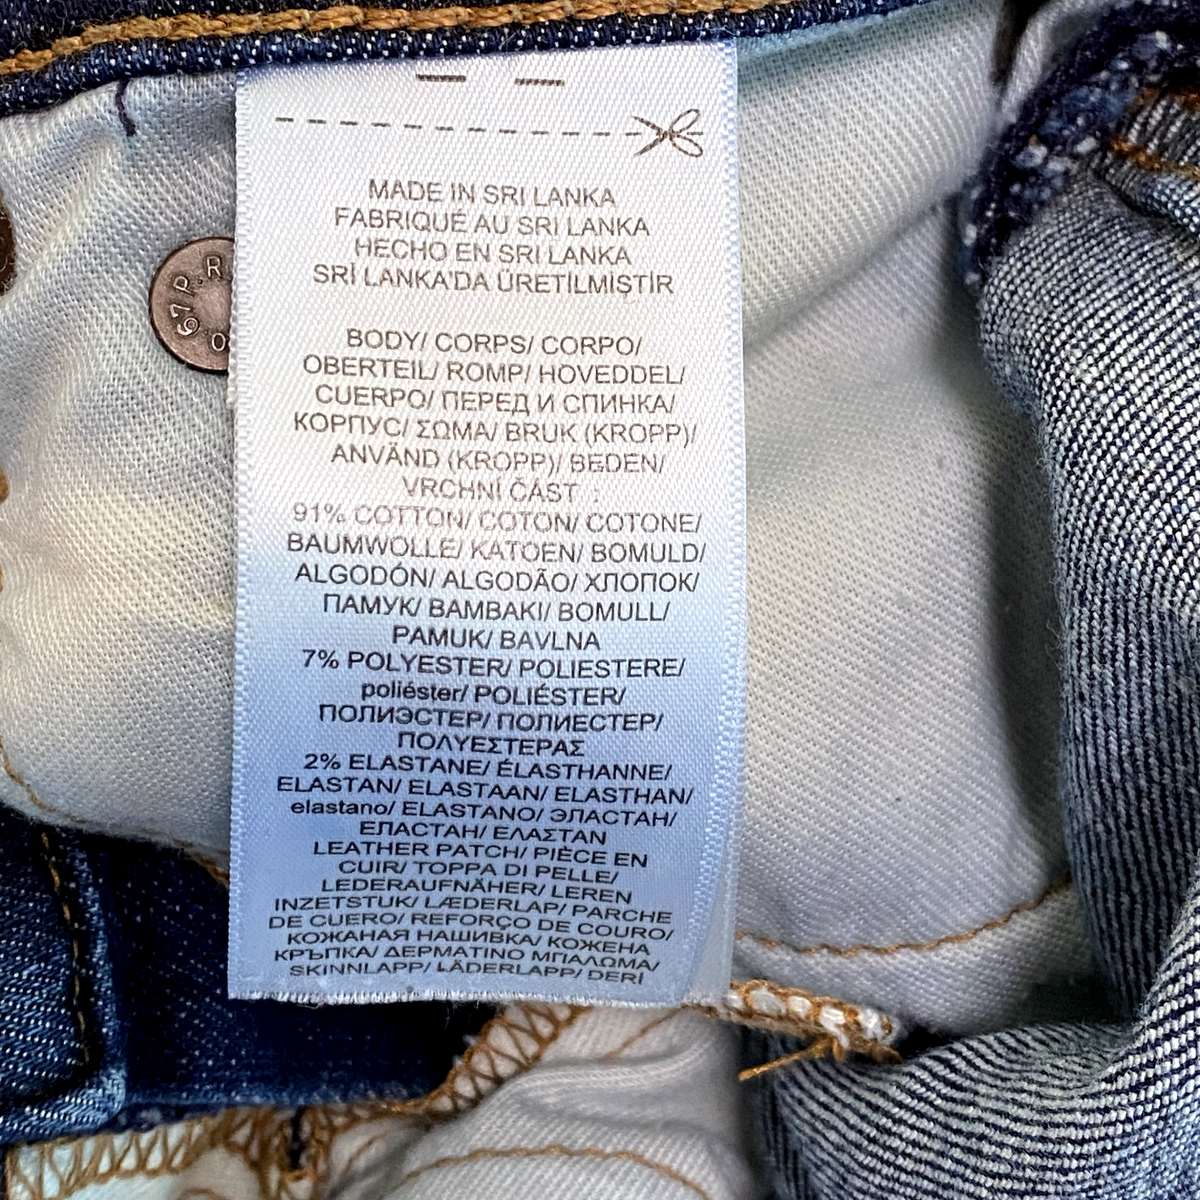 MADE IN SRI LANKA
FABRIQUÉ AU SRI LANKA
HECHO EN SRI LANKA
SRİ LANKA'DA ÜRETİLMİŞTİR
BODY/ CORPS/ CORPO/
OBERTEIL/ ROMP/ HOVEDDEL/
CUERPO/ ПЕРЕД И СПИНКА/
КОРПУС/ ΣΩΜΑ/ BRUK (KROPP)/
ANVÄND (KROPP)/ BEDEN/
VRCHNÍ ČÁST :
91% COTTON/ COTON/ COTONE/
BAUMWOLLE/ KATOEN/ BOMULD/
ALGODÓN/ ALGODÃO/ ХЛОПОК/
ПАМУК/ ΒΑΜΒΑΚΙ/ BOMULL/
PAMUK/ BAVLNA
7% POLYESTER/ POLIESTERE/
poliéster/ POLIÉSTER/
ПОЛИЭСТЕР/ ПОЛИЕСТЕР/
ΠΟΛΥΕΣΤΕΡΑΣ
2% ELASTANE/ ÉLASTHANNE/
ELASTAN/ ELASTAAN/ ELASTHAN/
elastano/ ELASTANO/ ЭЛАСТАН/
ЕЛАСТАН/ ΕΛΑΣΤΑΝ
LEATHER PATCH/ PIÈCE EN
CUIR/ TOPPA DI PELLE/
LEDERAUFNÄHER/ LEREN
INZETSTUK/ LÆDERLAP/ PARCHE
DE CUERO/ REFORÇO DE COURO/
КОЖАНАЯ НАШИВКА/ КОЖЕНА
КРЪПКА/ ΔΕΡΜΑΤΙΝΟ ΜΠΑΛΩΜΑ/
SKINNLAPP/ LÄDERLAPP/ DERİ
67 P.R.